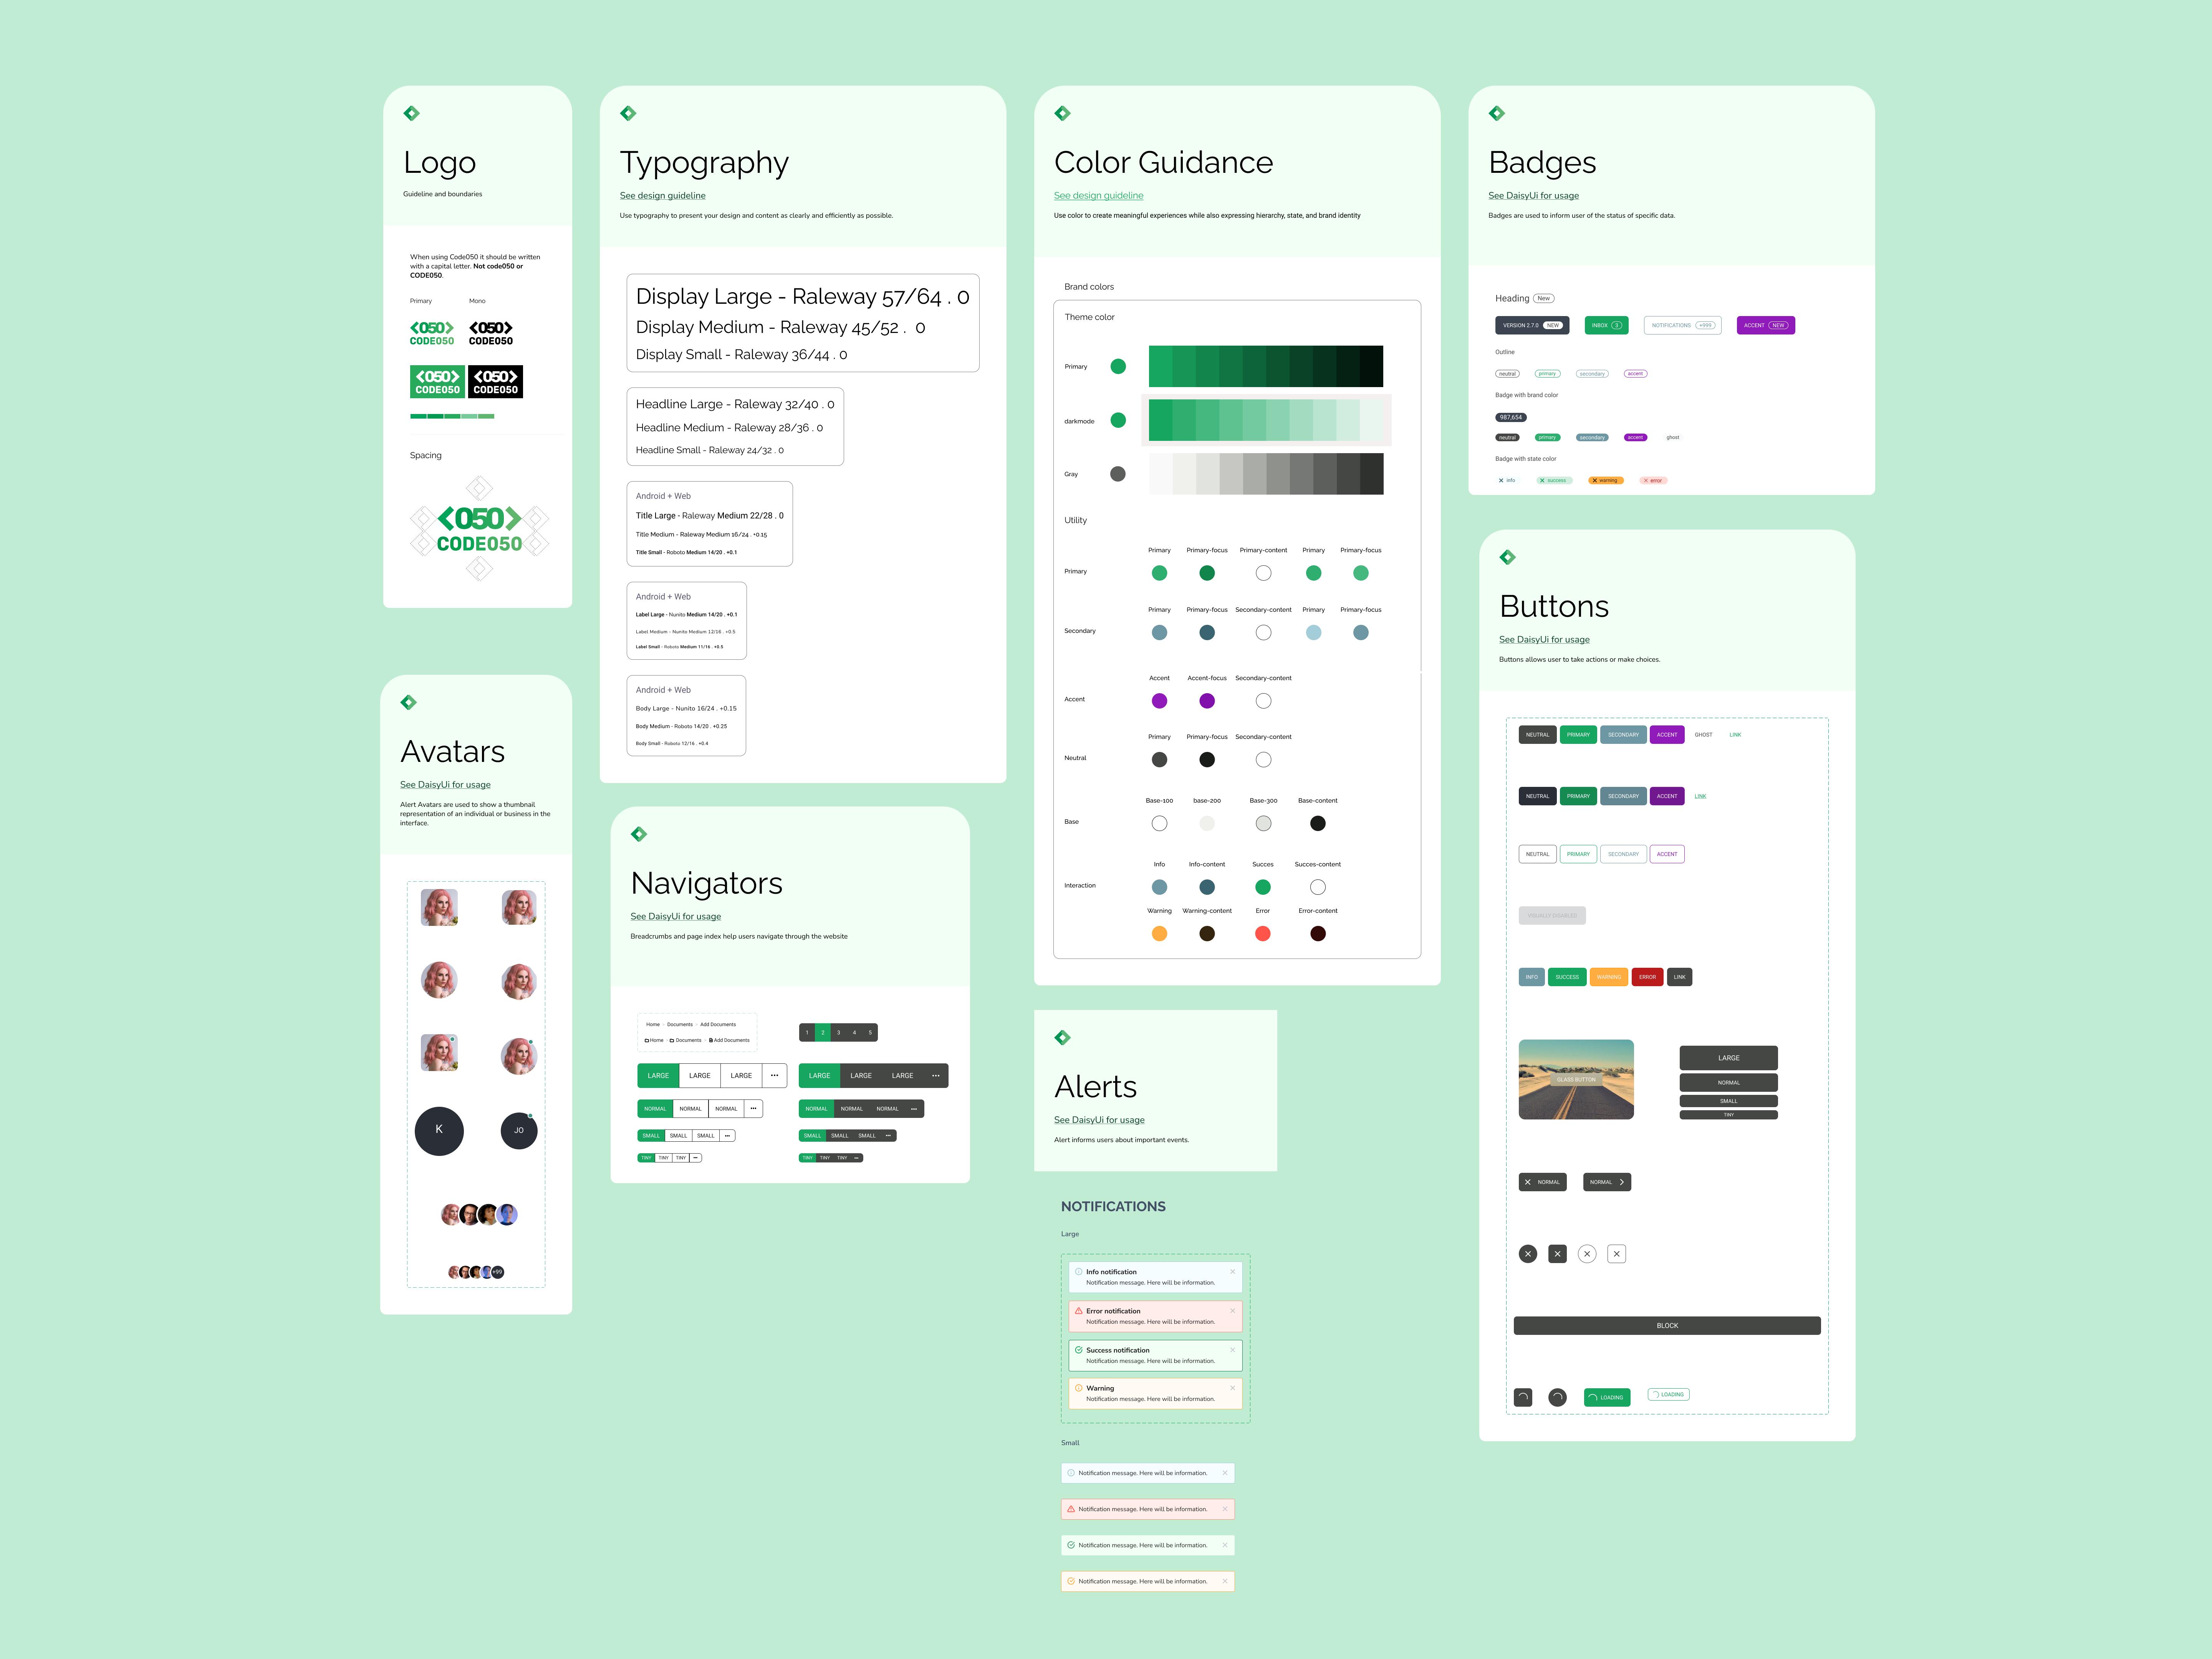 Logo
Guideline and boundaries
When using Code050 it should be written
with a capital letter. Not code050 or
CODE050.
Primary Mono
<050> <050>
CODE050 CODE050
<050> <050>
CODE050 CODE050
Spacing
<050>
CODE050
Avatars
See DaisyUi for usage
Alert Avatars are used to show a thumbnail
representation of an individual or business in the
interface.
K JO
+99
Typography
See design guideline
Use typography to present your design and content as clearly and efficiently as possible.
Display Large - Raleway 57/64 . 0
Display Medium - Raleway 45/52 . 0
Display Small - Raleway 36/44 . 0
Headline Large - Raleway 32/40 . 0
Headline Medium - Raleway 28/36 . 0
Headline Small - Raleway 24/32 . 0
Android + Web
Title Large - Raleway Medium 22/28 . 0
Title Medium - Raleway Medium 16/24 . +0.15
Title Small - Roboto Medium 14/20 . +0.1
Android + Web
Label Large - Nunito Medium 14/20 . +0.1
Label Medium - Nunito Medium 12/16 . +0.5
Label Small - Roboto Medium 11/16 . +0.5
Android + Web
Body Large - Nunito 16/24 . +0.15
Body Medium - Roboto 14/20 . +0.25
Body Small - Roboto 12/16 . +0.4
Navigators
See DaisyUi for usage
Breadcrumbs and page index help users navigate through the website
Home Documents Add Documents
Home Documents Add Documents
1 2 3 4 5
LARGE LARGE LARGE ••• LARGE LARGE LARGE •••
NORMAL NORMAL NORMAL ••• NORMAL NORMAL NORMAL •••
SMALL SMALL SMALL ••• SMALL SMALL SMALL •••
TINY TINY TINY ••• TINY TINY TINY •••
Color Guidance
See design guideline
Use color to create meaningful experiences while also expressing hierarchy, state, and brand identity
Brand colors
Theme color
Primary
darkmode
Gray
Utility
Primary Primary-focus Primary-content Primary Primary-focus
Primary
Primary Primary-focus Secondary-content Primary Primary-focus
Secondary
Accent Accent-focus Secondary-content
Accent
Primary Primary-focus Secondary-content
Neutral
Base-100 base-200 Base-300 Base-content
Base
Info Info-content Succes Succes-content
Interaction
Warning Warning-content Error Error-content
Alerts
See DaisyUi for usage
Alert informs users about important events.
NOTIFICATIONS
Large
Info notification
Notification message. Here will be information.
Error notification
Notification message. Here will be information.
Success notification
Notification message. Here will be information.
Warning
Notification message. Here will be information.
Small
Notification message. Here will be information.
Notification message. Here will be information.
Notification message. Here will be information.
Notification message. Here will be information.
Badges
See DaisyUi for usage
Badges are used to inform user of the status of specific data.
Heading New
VERSION 2.7.0 NEW INBOX 3 NOTIFICATIONS +999 ACCENT NEW
Outline
neutral primary secondary accent
Badge with brand color
987,654
neutral primary secondary accent ghost
Badge with state color
info success warning error
Buttons
See DaisyUi for usage
Buttons allows user to take actions or make choices.
NEUTRAL PRIMARY SECONDARY ACCENT GHOST LINK
NEUTRAL PRIMARY SECONDARY ACCENT LINK
NEUTRAL PRIMARY SECONDARY ACCENT
VISUALLY DISABLED
INFO SUCCESS WARNING ERROR LINK
GLASS BUTTON
LARGE
NORMAL
SMALL
TINY
NORMAL NORMAL
BLOCK
LOADING LOADING